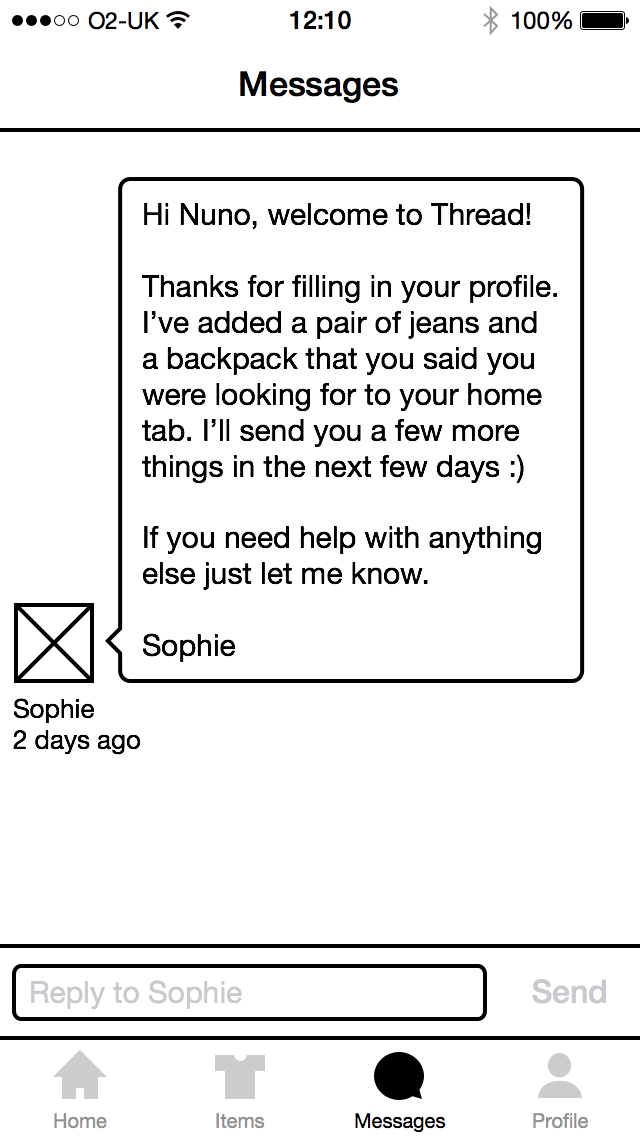 O2-UK 12:10 100%
Messages
Hi Nuno, welcome to Thread!
Thanks for filling in your profile.
I’ve added a pair of jeans and
a backpack that you said you
were looking for to your home
tab. I’ll send you a few more
things in the next few days :)
If you need help with anything
else just let me know.
Sophie
Sophie
2 days ago
Reply to Sophie Send
Home Items Messages Profile